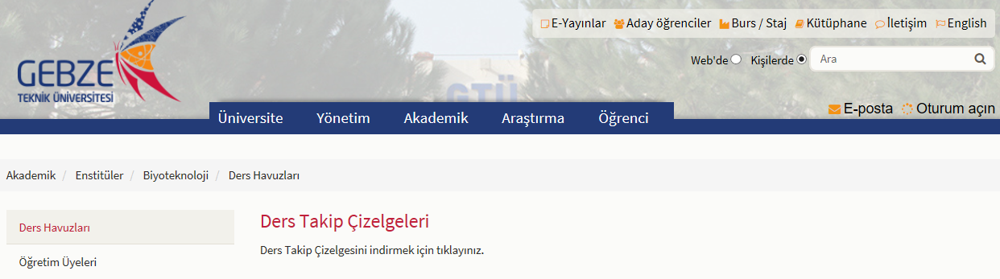 E-Yayınlar Aday öğrenciler Burs / Staj Kütüphane İletişim English
Web'de Kişilerde Ara
GEBZE
TEKNİK ÜNİVERSİTESİ
GTÜ
E-posta Oturum açın
Üniversite Yönetim Akademik Araştırma Öğrenci
Akademik / Enstitüler / Biyoteknoloji / Ders Havuzları
Ders Havuzları
Öğretim Üyeleri
Ders Takip Çizelgeleri
Ders Takip Çizelgesini indirmek için tıklayınız.